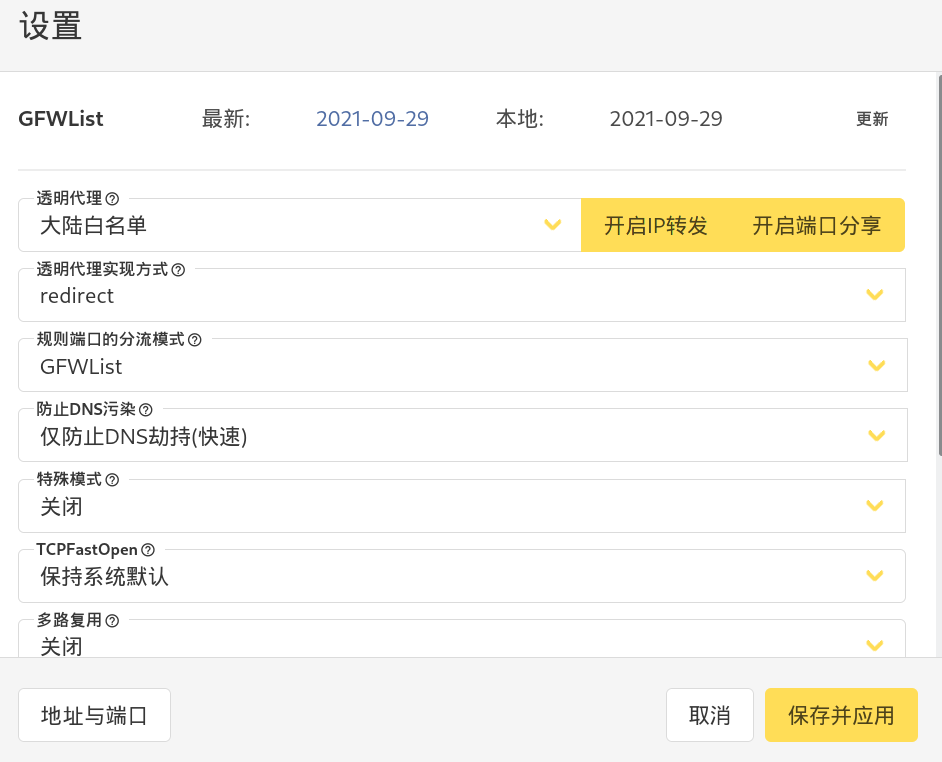 设置
GFWList 最新: 2021-09-29 本地: 2021-09-29 更新
透明代理
大陆白名单 开启IP转发 开启端口分享
透明代理实现方式
redirect
规则端口的分流模式
GFWList
防止DNS污染
仅防止DNS劫持(快速)
特殊模式
关闭
TCPFastOpen
保持系统默认
多路复用
关闭
地址与端口 取消 保存并应用